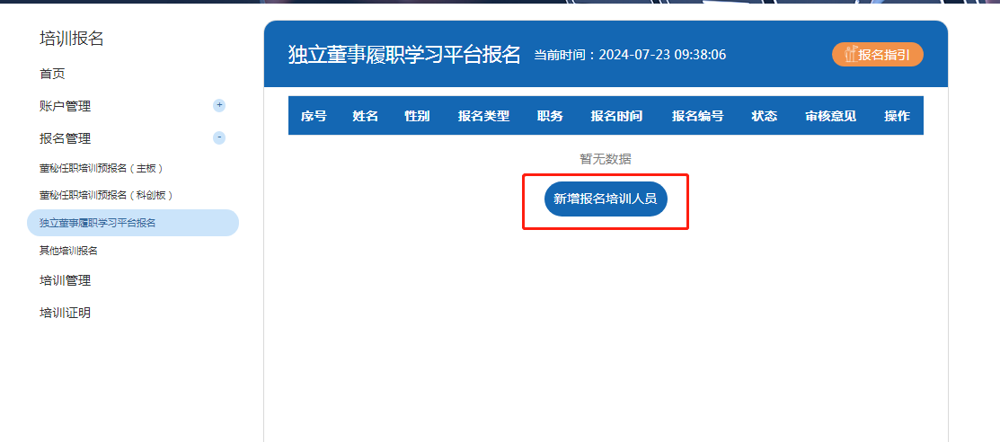 培训报名
首页
账户管理 +
报名管理 -
董秘任职培训预报名（主板）
董秘任职培训预报名（科创板）
独立董事履职学习平台报名
其他培训报名
培训管理
培训证明
独立董事履职学习平台报名 当前时间：2024-07-23 09:38:06 报名指引
序号 姓名 性别 报名类型 职务 报名时间 报名编号 状态 审核意见 操作
暂无数据
新增报名培训人员